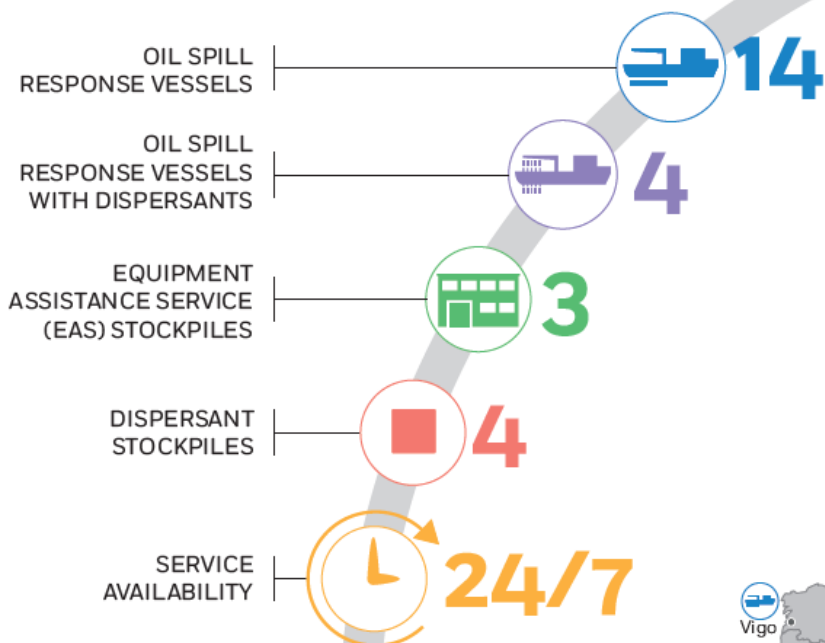 OIL SPILL
RESPONSE VESSELS
14
OIL SPILL
RESPONSE VESSELS
WITH DISPERSANTS
4
EQUIPMENT
ASSISTANCE SERVICE
(EAS) STOCKPILES
3
DISPERSANT
STOCKPILES
4
SERVICE
AVAILABILITY
24/7
Vigo